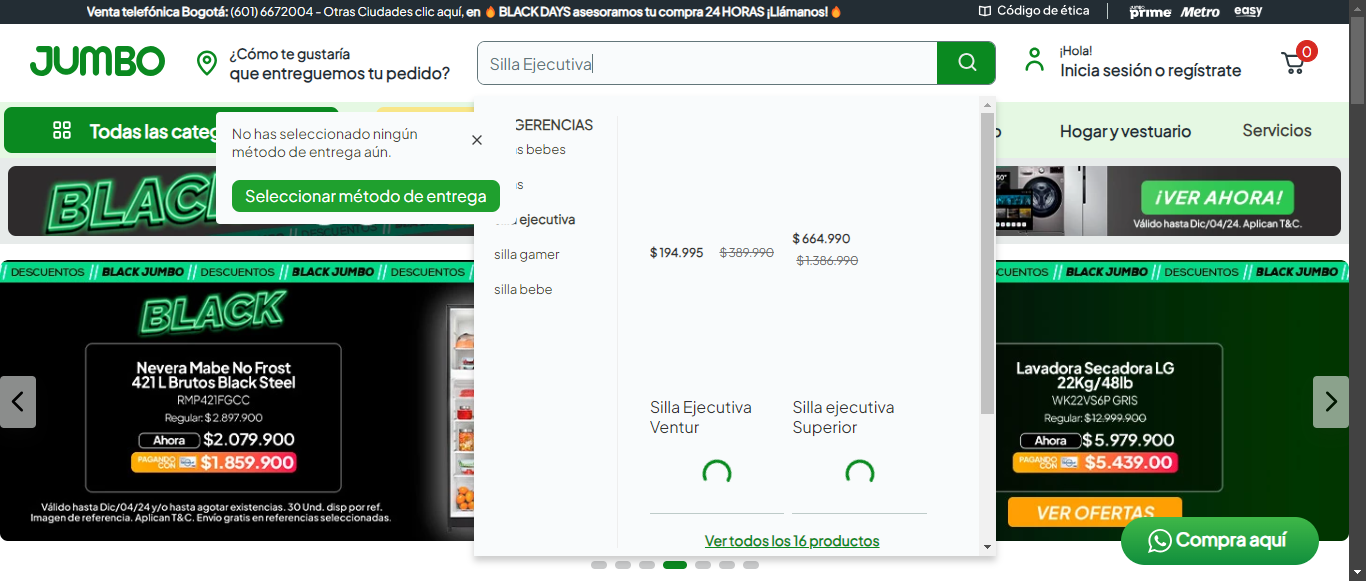 Venta telefónica Bogotá: (601) 6672004 - Otras Ciudades clic aquí, en 🔥 BLACK DAYS asesoramos tu compra 24 HORAS ¡Llámanos!🔥
Código de ética
JUMBO prime
Metro
easy
JUMBO
¿Cómo te gustaría
que entreguemos tu pedido?
Silla Ejecutiva
¡Hola!
Inicia sesión o regístrate
0
Todas las categ
Hogar y vestuario
Servicios
No has seleccionado ningún
método de entrega aún.
Seleccionar método de entrega
GERENCIAS
s bebes
s
ejecutiva
silla gamer
silla bebe
$ 194.995
$ 389.990
$ 664.990
$ 1.386.990
Silla Ejecutiva
Ventur
Silla ejecutiva
Superior
Ver todos los 16 productos
BLACK
DESCUENTOS
¡VER AHORA!
Válido hasta Dic/04/24. Aplican T&C.
DESCUENTOS // BLACK JUMBO // DESCUENTOS // BLACK JUMBO // DESCUENTOS //
BLACK
Nevera Mabe No Frost
421 L Brutos Black Steel
RMP421FGCC
Regular: $ 2.897.900
Ahora $2.079.900
PAGANDO
CON
$1.859.900
Válido hasta Dic/04/24 y/o hasta agotar existencias. 30 Und. disp por ref.
Imagen de referencia. Aplican T&C. Envío gratis en referencias seleccionadas.
CUENTOS // BLACK JUMBO // DESCUENTOS // BLACK JUMBO //
Lavadora Secadora LG
22Kg/48lb
WK22VS6P GRIS
Regular: $12.999.900
Ahora $ 5.979.900
PAGANDO
CON
$5.439.00
VER OFERTAS
Compra aquí